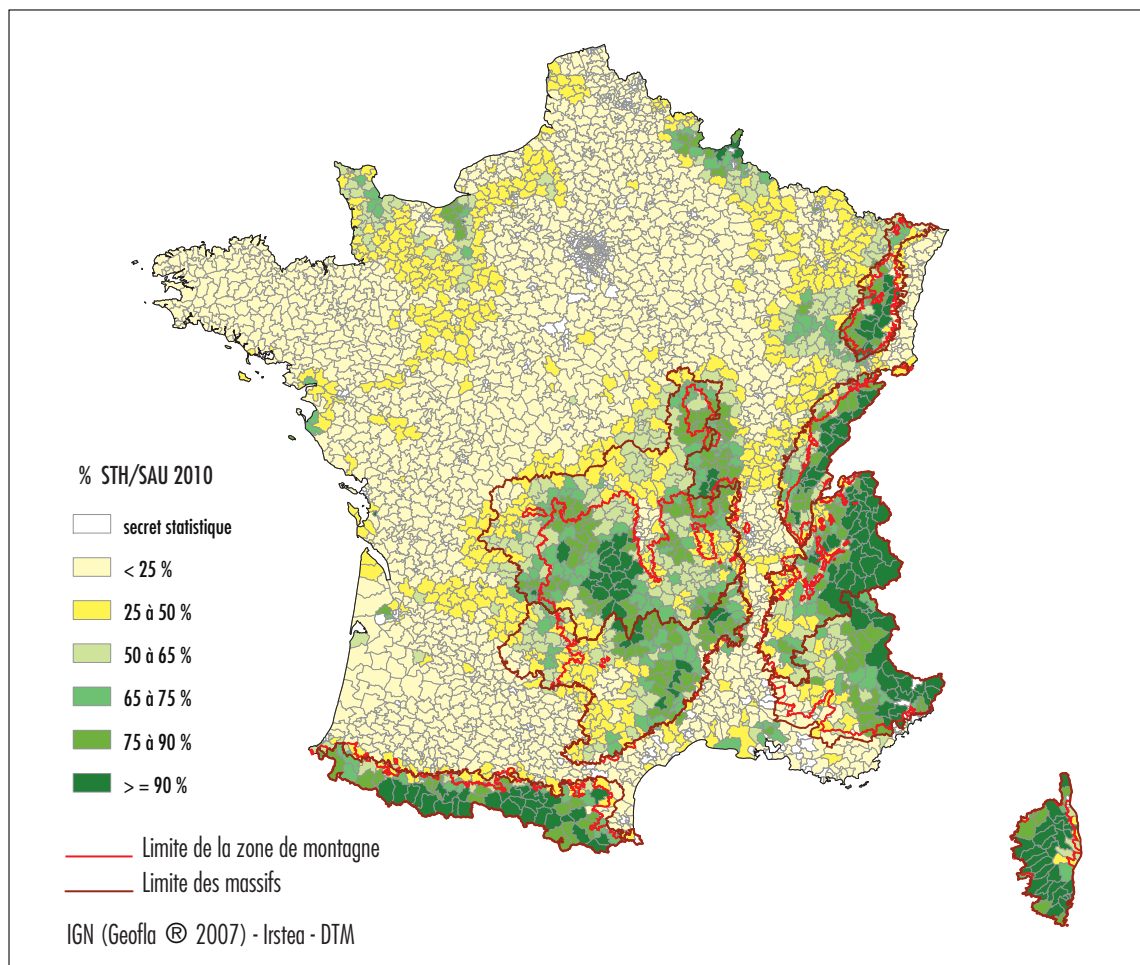 % STH/SAU 2010
secret statistique
< 25 %
25 à 50 %
50 à 65 %
65 à 75 %
75 à 90 %
> = 90 %
Limite de la zone de montagne
Limite des massifs
IGN (Geofla ® 2007) - Irstea - DTM